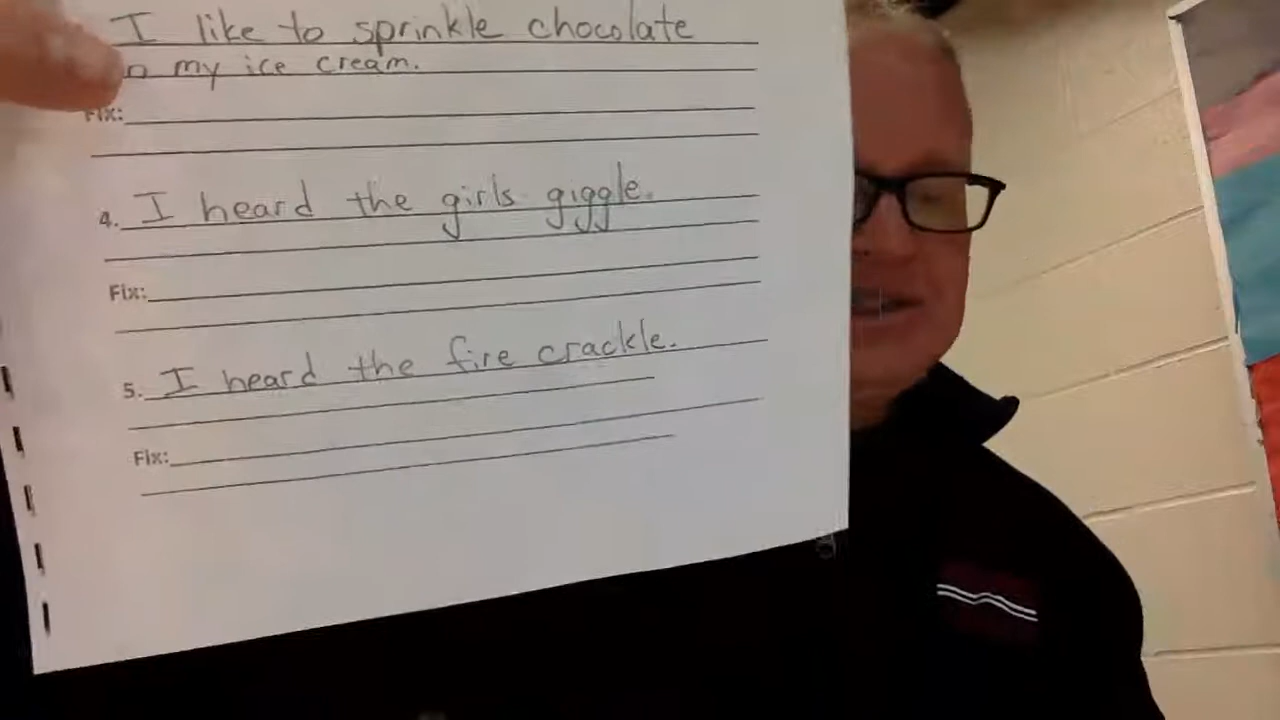 I like to sprinkle chocolate
n my ice cream.
Fix:
4. I heard the girls giggle.
Fix:
5. I heard the fire crackle.
Fix: